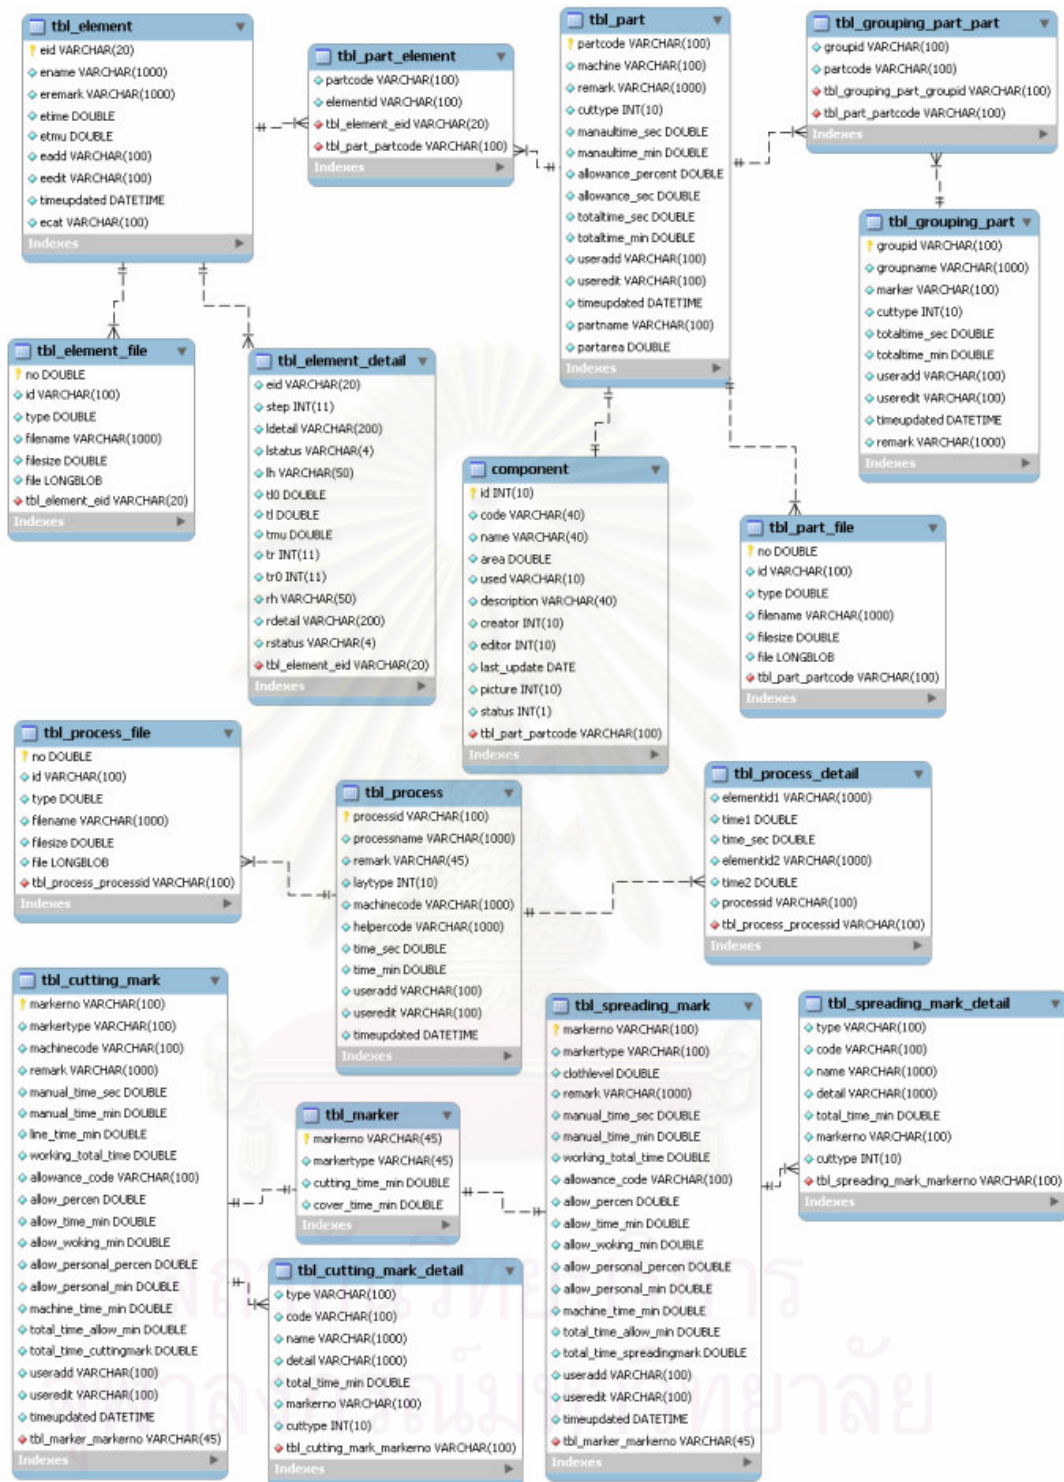 tbl_element
eid VARCHAR(20)
ename VARCHAR(1000)
eremark VARCHAR(1000)
etime DOUBLE
etmu DOUBLE
eadd VARCHAR(100)
eedit VARCHAR(100)
timeupdated DATETIME
ecat VARCHAR(100)
Indexes
tbl_part_element
partcode VARCHAR(100)
elementid VARCHAR(100)
tbl_element_eid VARCHAR(20)
tbl_part_partcode VARCHAR(100)
Indexes
tbl_part
partcode VARCHAR(100)
machine VARCHAR(100)
remark VARCHAR(1000)
cuttype INT(10)
manaultime_sec DOUBLE
manaultime_min DOUBLE
allowance_percent DOUBLE
allowance_sec DOUBLE
totaltime_sec DOUBLE
totaltime_min DOUBLE
useradd VARCHAR(100)
useredit VARCHAR(100)
timeupdated DATETIME
partname VARCHAR(100)
partarea DOUBLE
Indexes
tbl_grouping_part_part
groupid VARCHAR(100)
partcode VARCHAR(100)
tbl_grouping_part_groupid VARCHAR(100)
tbl_part_partcode VARCHAR(100)
Indexes
tbl_grouping_part
groupid VARCHAR(100)
groupname VARCHAR(1000)
marker VARCHAR(100)
cuttype INT(10)
totaltime_sec DOUBLE
totaltime_min DOUBLE
useradd VARCHAR(100)
useredit VARCHAR(100)
timeupdated DATETIME
remark VARCHAR(1000)
Indexes
tbl_element_file
no DOUBLE
id VARCHAR(100)
type DOUBLE
filename VARCHAR(1000)
filesize DOUBLE
file LONGBLOB
tbl_element_eid VARCHAR(20)
Indexes
tbl_element_detail
eid VARCHAR(20)
step INT(11)
ldetail VARCHAR(200)
lstatus VARCHAR(4)
lh VARCHAR(50)
tl0 DOUBLE
tl DOUBLE
tmu DOUBLE
tr INT(11)
tr0 INT(11)
rh VARCHAR(50)
rdetail VARCHAR(200)
rstatus VARCHAR(4)
tbl_element_eid VARCHAR(20)
Indexes
component
id INT(10)
code VARCHAR(40)
name VARCHAR(40)
area DOUBLE
used VARCHAR(10)
description VARCHAR(40)
creator INT(10)
editor INT(10)
last_update DATE
picture INT(10)
status INT(1)
tbl_part_partcode VARCHAR(100)
Indexes
tbl_part_file
no DOUBLE
id VARCHAR(100)
type DOUBLE
filename VARCHAR(1000)
filesize DOUBLE
file LONGBLOB
tbl_part_partcode VARCHAR(100)
Indexes
tbl_process_file
no DOUBLE
id VARCHAR(100)
type DOUBLE
filename VARCHAR(1000)
filesize DOUBLE
file LONGBLOB
tbl_process_processid VARCHAR(100)
Indexes
tbl_process
processid VARCHAR(100)
processname VARCHAR(1000)
remark VARCHAR(45)
laytype INT(10)
machinecode VARCHAR(1000)
helpercode VARCHAR(1000)
time_sec DOUBLE
time_min DOUBLE
useradd VARCHAR(100)
useredit VARCHAR(100)
timeupdated DATETIME
Indexes
tbl_process_detail
elementid1 VARCHAR(1000)
time1 DOUBLE
time_sec DOUBLE
elementid2 VARCHAR(1000)
time2 DOUBLE
processid VARCHAR(100)
tbl_process_processid VARCHAR(100)
Indexes
tbl_cutting_mark
markerno VARCHAR(100)
markertype VARCHAR(100)
machinecode VARCHAR(100)
remark VARCHAR(1000)
manual_time_sec DOUBLE
manual_time_min DOUBLE
line_time_min DOUBLE
working_total_time DOUBLE
allowance_code VARCHAR(100)
allow_percen DOUBLE
allow_time_min DOUBLE
allow_woking_min DOUBLE
allow_personal_percen DOUBLE
allow_personal_min DOUBLE
machine_time_min DOUBLE
total_time_allow_min DOUBLE
total_time_cuttingmark DOUBLE
useradd VARCHAR(100)
useredit VARCHAR(100)
timeupdated DATETIME
tbl_marker_markerno VARCHAR(45)
Indexes
tbl_marker
markerno VARCHAR(45)
markertype VARCHAR(45)
cutting_time_min DOUBLE
cover_time_min DOUBLE
Indexes
tbl_cutting_mark_detail
type VARCHAR(100)
code VARCHAR(100)
name VARCHAR(1000)
detail VARCHAR(1000)
total_time_min DOUBLE
markerno VARCHAR(100)
cuttype INT(10)
tbl_cutting_mark_markerno VARCHAR(100)
Indexes
tbl_spreading_mark
markerno VARCHAR(100)
markertype VARCHAR(100)
clothlevel DOUBLE
remark VARCHAR(1000)
manual_time_sec DOUBLE
manual_time_min DOUBLE
working_total_time DOUBLE
allowance_code VARCHAR(100)
allow_percen DOUBLE
allow_time_min DOUBLE
allow_woking_min DOUBLE
allow_personal_percen DOUBLE
allow_personal_min DOUBLE
machine_time_min DOUBLE
total_time_allow_min DOUBLE
total_time_spreadingmark DOUBLE
useradd VARCHAR(100)
useredit VARCHAR(100)
timeupdated DATETIME
tbl_marker_markerno VARCHAR(45)
Indexes
tbl_spreading_mark_detail
type VARCHAR(100)
code VARCHAR(100)
name VARCHAR(1000)
detail VARCHAR(1000)
total_time_min DOUBLE
markerno VARCHAR(100)
cuttype INT(10)
tbl_spreading_mark_markerno VARCHAR(100)
Indexes